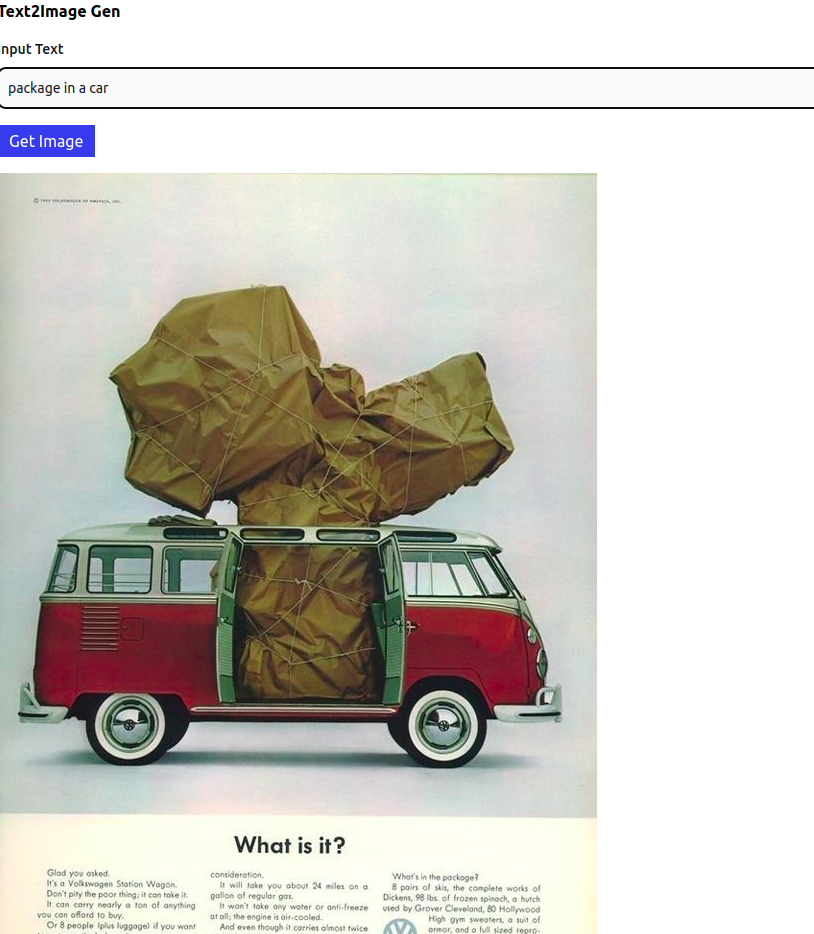 Text2Image Gen
Input Text
package in a car
Get Image
© 1963 VOLKSWAGEN OF AMERICA, INC.
What is it?
Glad you asked.
It's a Volkswagen Station Wagon.
Don't pity the poor thing; it can take it.
It can carry nearly a ton of anything
you can afford to buy.
Or 8 people (plus luggage) if you want
consideration.
It will take you about 24 miles on a
gallon of regular gas.
It won't take any water or anti-freeze
at all; the engine is air-cooled.
And even though it carries almost twice
What's in the package?
8 pairs of skis, the complete works of
Dickens, 98 lbs. of frozen spinach, a hutch
used by Grover Cleveland, 80 Hollywood
High gym sweaters, a suit of
armor, and a full sized repro-